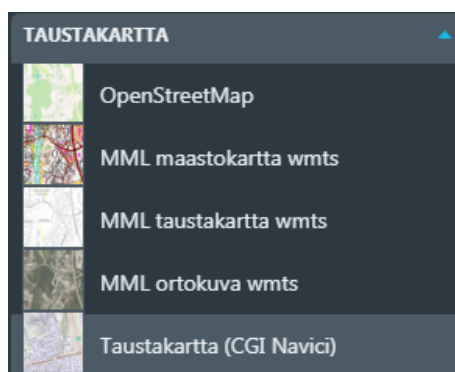 TAUSTAKARTTA
OpenStreetMap
MML maastokartta wmts
MML taustakartta wmts
MML ortokuva wmts
Taustakartta (CGI Navici)